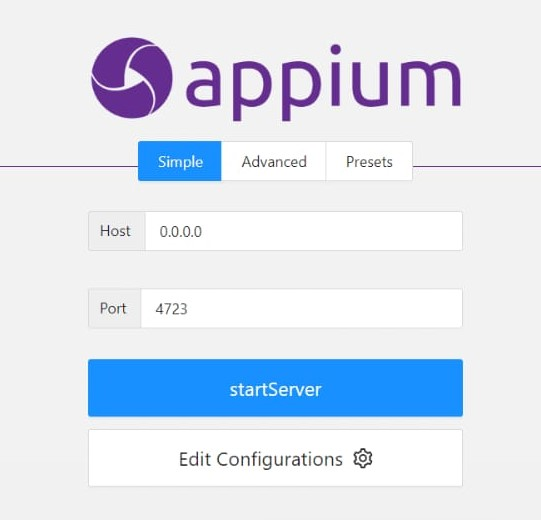 appium
Simple Advanced Presets
Host 0.0.0.0
Port 4723
startServer
Edit Configurations